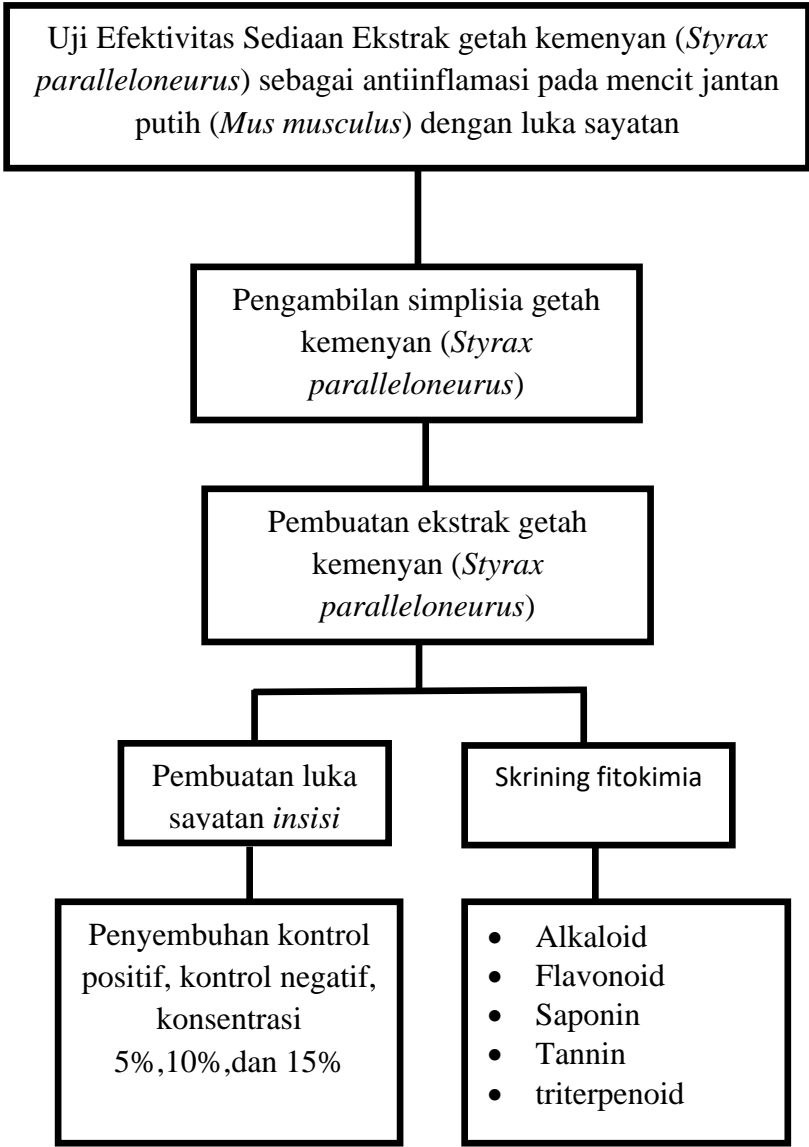 Uji Efektivitas Sediaan Ekstrak getah kemenyan (Styrax
paralleloneurus) sebagai antiinflamasi pada mencit jantan
putih (Mus musculus) dengan luka sayatan
Pengambilan simplisia getah
kemenyan (Styrax
paralleloneurus)
Pembuatan ekstrak getah
kemenyan (Styrax
paralleloneurus)
Pembuatan luka
sayatan insisi
Skrining fitokimia
Penyembuhan kontrol
positif, kontrol negatif,
konsentrasi
5%,10%,dan 15%
• Alkaloid
• Flavonoid
• Saponin
• Tannin
• triterpenoid